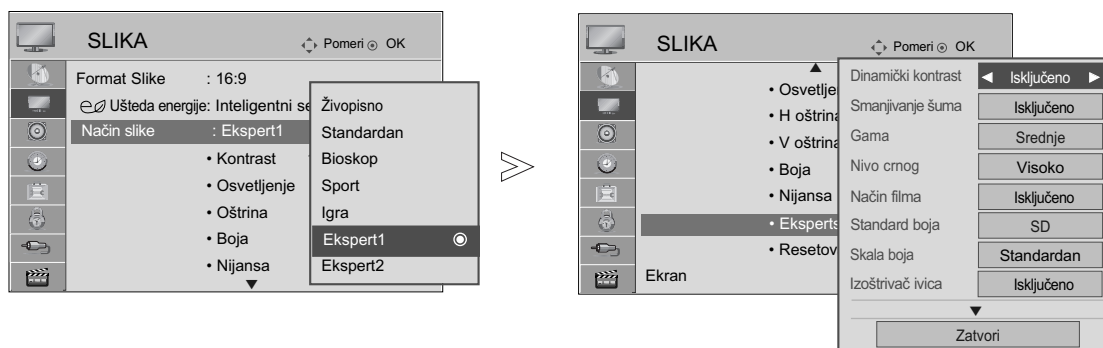 SLIKA
Pomeri OK
Format Slike : 16:9
Ušteda energije: Inteligentni se
Način slike : Ekspert1
• Kontrast
• Osvetljenje
• Oštrina
• Boja
• Nijansa
Živopisno
Standardan
Bioskop
Sport
Igra
Ekspert1
Ekspert2
SLIKA
Pomeri OK
• Osvetlje
• H oštrina
• V oštrina
• Boja
• Nijansa
• Eksperts
• Resetov
Ekran
Dinamički kontrast Isključeno
Smanjivanje šuma Isključeno
Gama Srednje
Nivo crnog Visoko
Način filma Isključeno
Standard boja SD
Skala boja Standardan
Izoštrivač ivica Isključeno
Zatvori